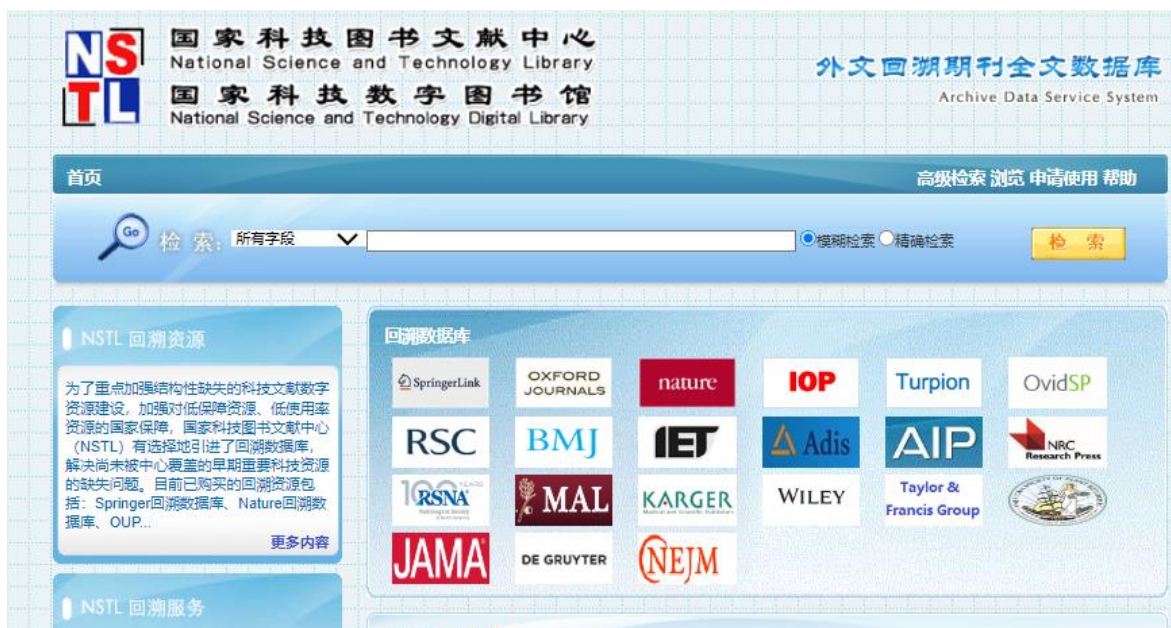 NSTL
国家科技图书文献中心
National Science and Technology Library
国家科技数字图书馆
National Science and Technology Digital Library
外文回溯期刊全文数据库
Archive Data Service System
首页
高级检索 浏览 申请使用 帮助
Go
检 索:
所有字段
模糊检索
精确检索
检 索
NSTL 回溯资源
为了重点加强结构性缺失的科技文献数字
资源建设，加强对低保障资源、低使用率
资源的国家保障，国家科技图书文献中心
（NSTL）有选择地引进了回溯数据库，
解决尚未被中心覆盖的早期重要科技资源
的缺失问题。目前已购买的回溯资源包
括：Springer回溯数据库、Nature回溯数
据库、OUP...
更多内容
NSTL 回溯服务
回溯数据库
SpringerLink
OXFORD
JOURNALS
nature
IOP
Turpion
OvidSP
RSC
BMJ
IET
Adis
AIP
NRC
Research Press
100 YEARS
RSNA
MAL
KARGER
WILEY
Taylor &
Francis Group
JAMA
DE GRUYTER
NEJM